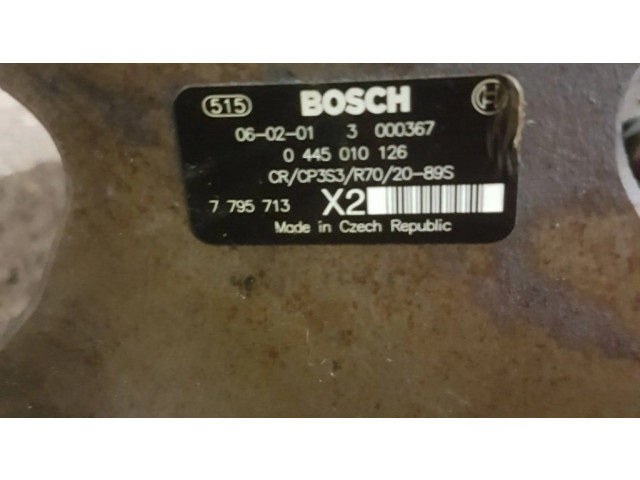 515 BOSCH
06-02-01 3 000367
0 445 010 126
CR/CP3S3/R70/20-89S
7 795 713 X2
Made in Czech Republic